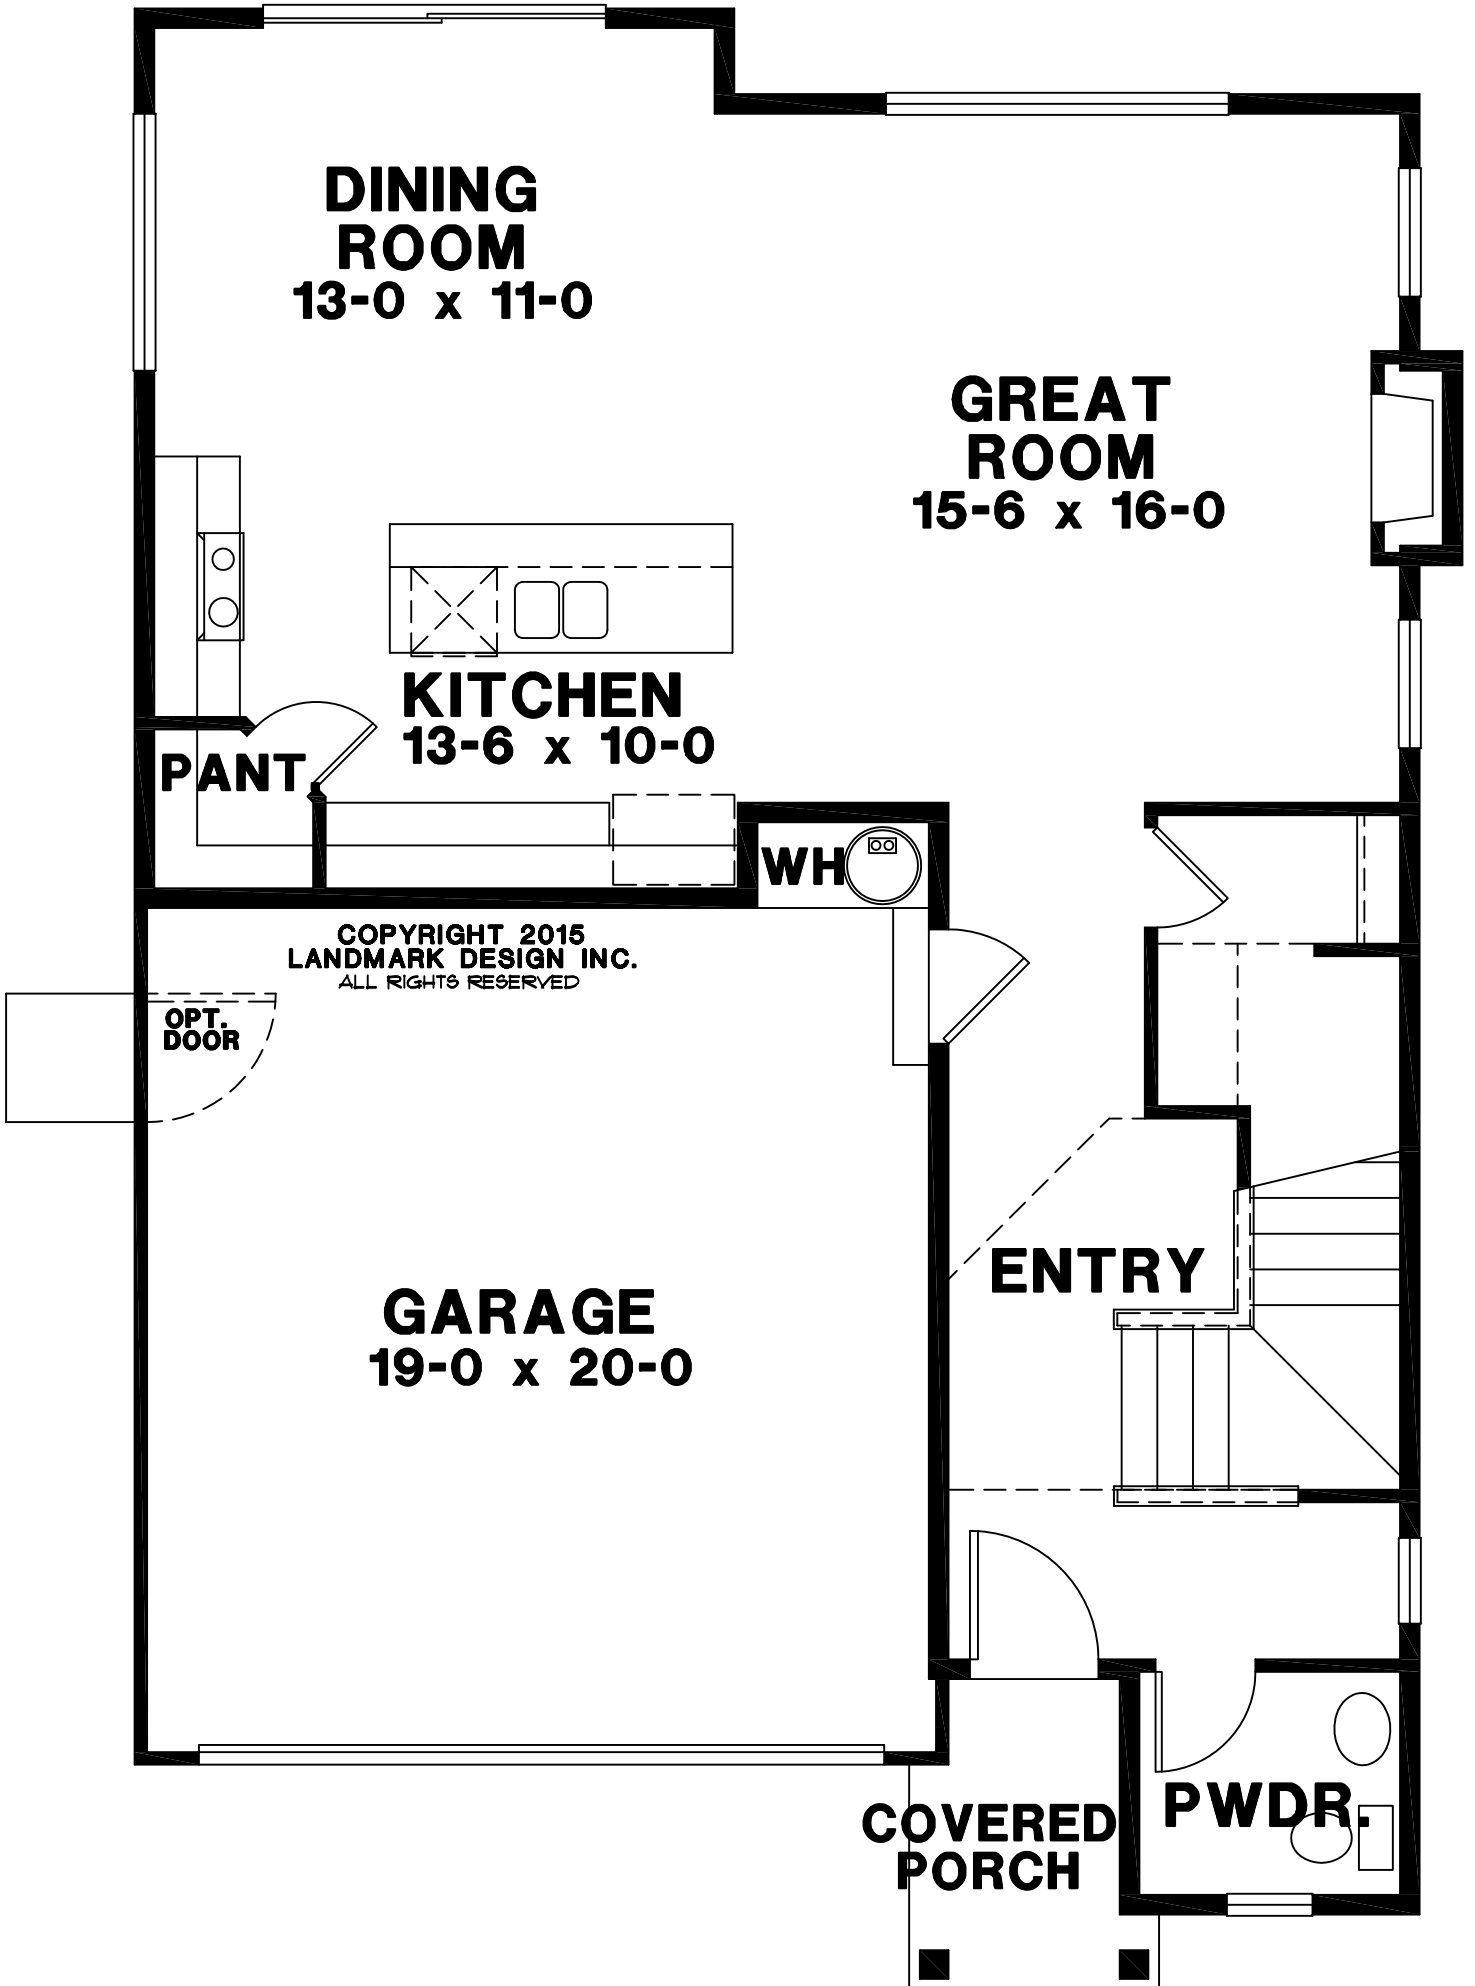 DINING
ROOM
13-0 x 11-0
GREAT
ROOM
15-6 x 16-0
KITCHEN
13-6 x 10-0
PANT
WH
COPYRIGHT 2015
LANDMARK DESIGN INC.
ALL RIGHTS RESERVED
OPT.
DOOR
ENTRY
GARAGE
19-0 x 20-0
PWDR.
COVERED
PORCH